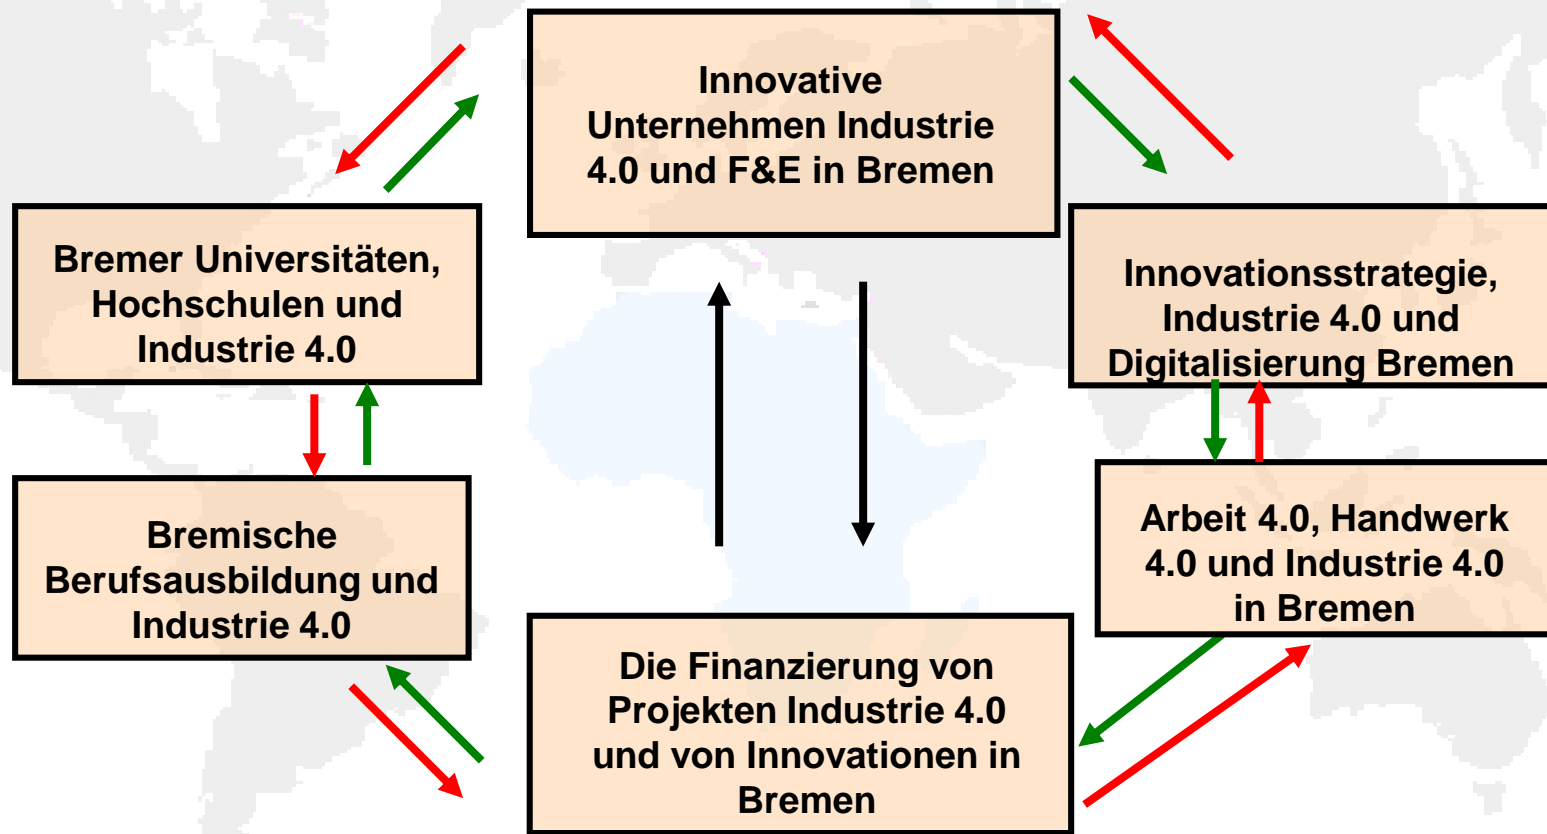 Innovative
Unternehmen Industrie
4.0 und F&E in Bremen
Bremer Universitäten,
Hochschulen und
Industrie 4.0
Innovationsstrategie,
Industrie 4.0 und
Digitalisierung Bremen
Bremische
Berufsausbildung und
Industrie 4.0
Arbeit 4.0, Handwerk
4.0 und Industrie 4.0
in Bremen
Die Finanzierung von
Projekten Industrie 4.0
und von Innovationen in
Bremen